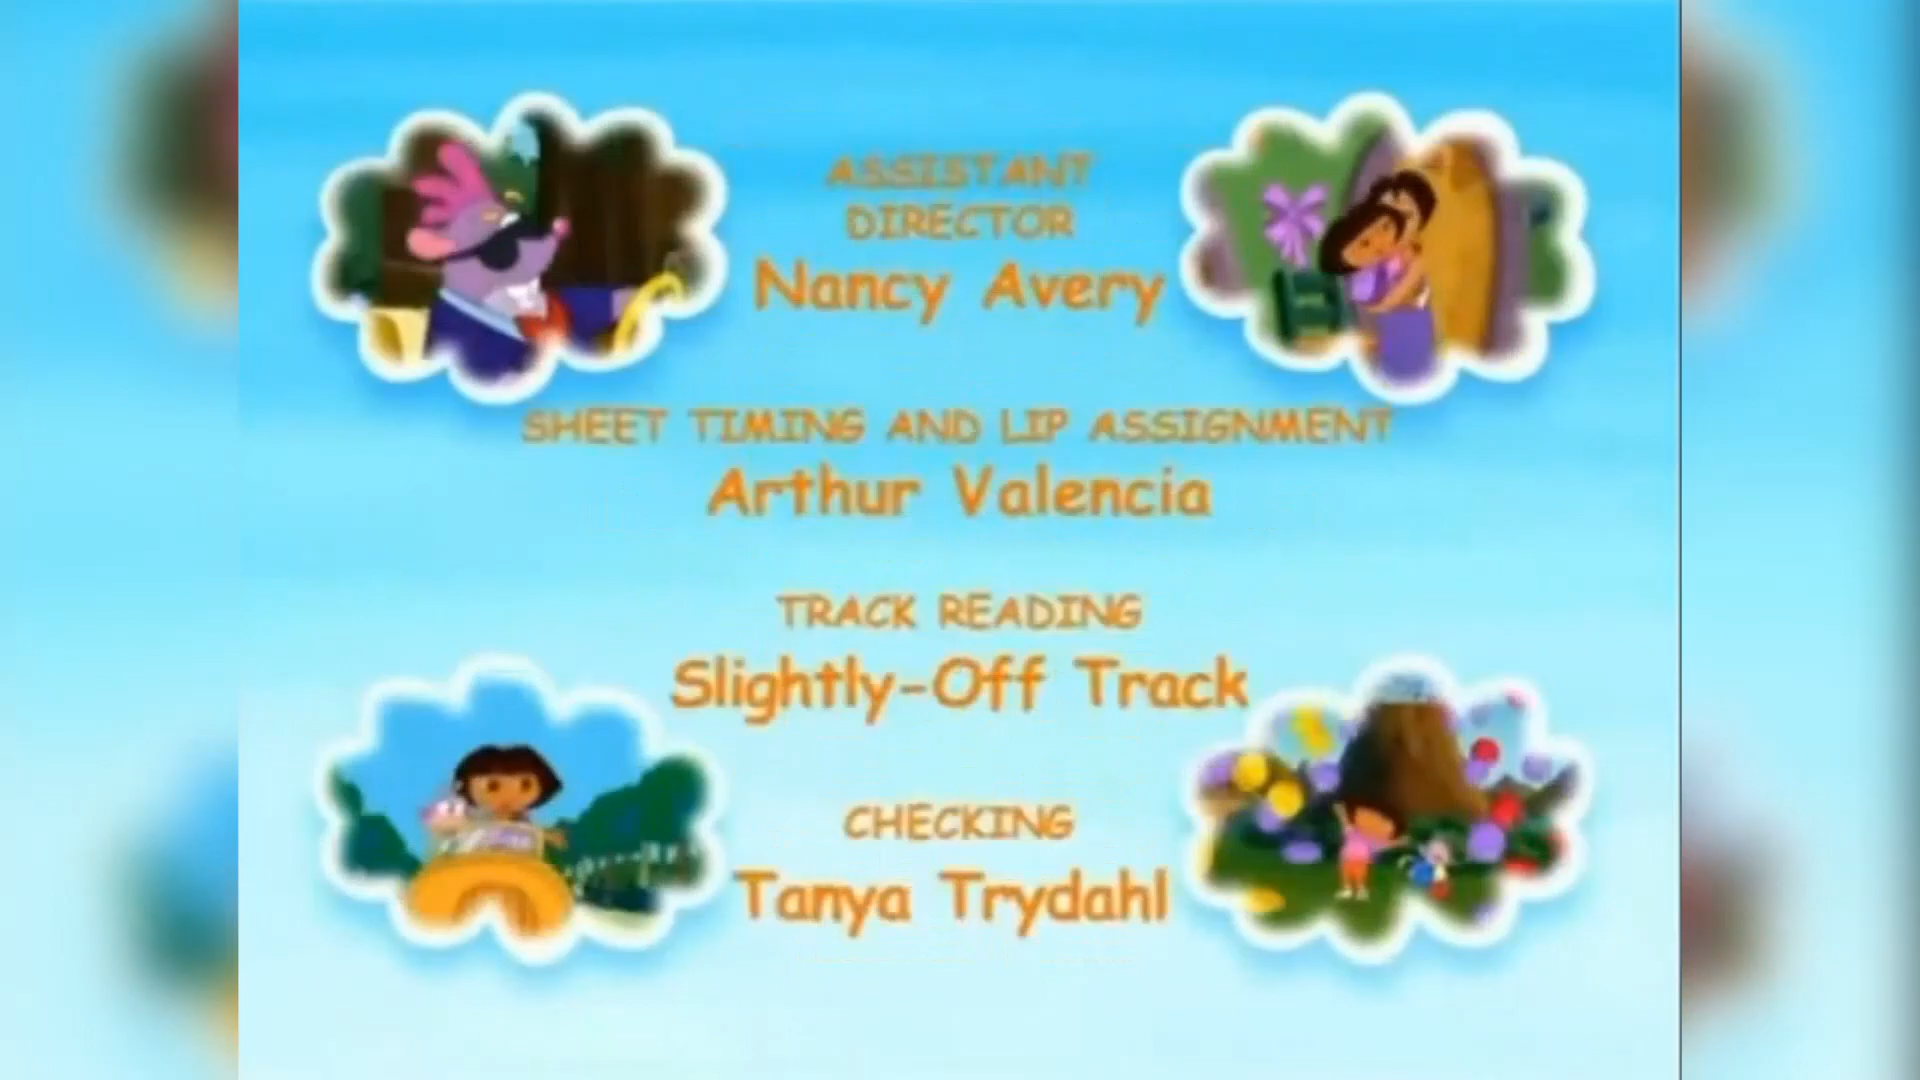 ASSISTANT
DIRECTOR
Nancy Avery
SHEET TIMING AND LIP ASSIGNMENT
Arthur Valencia
TRACK READING
Slightly-Off Track
CHECKING
Tanya Trydahl